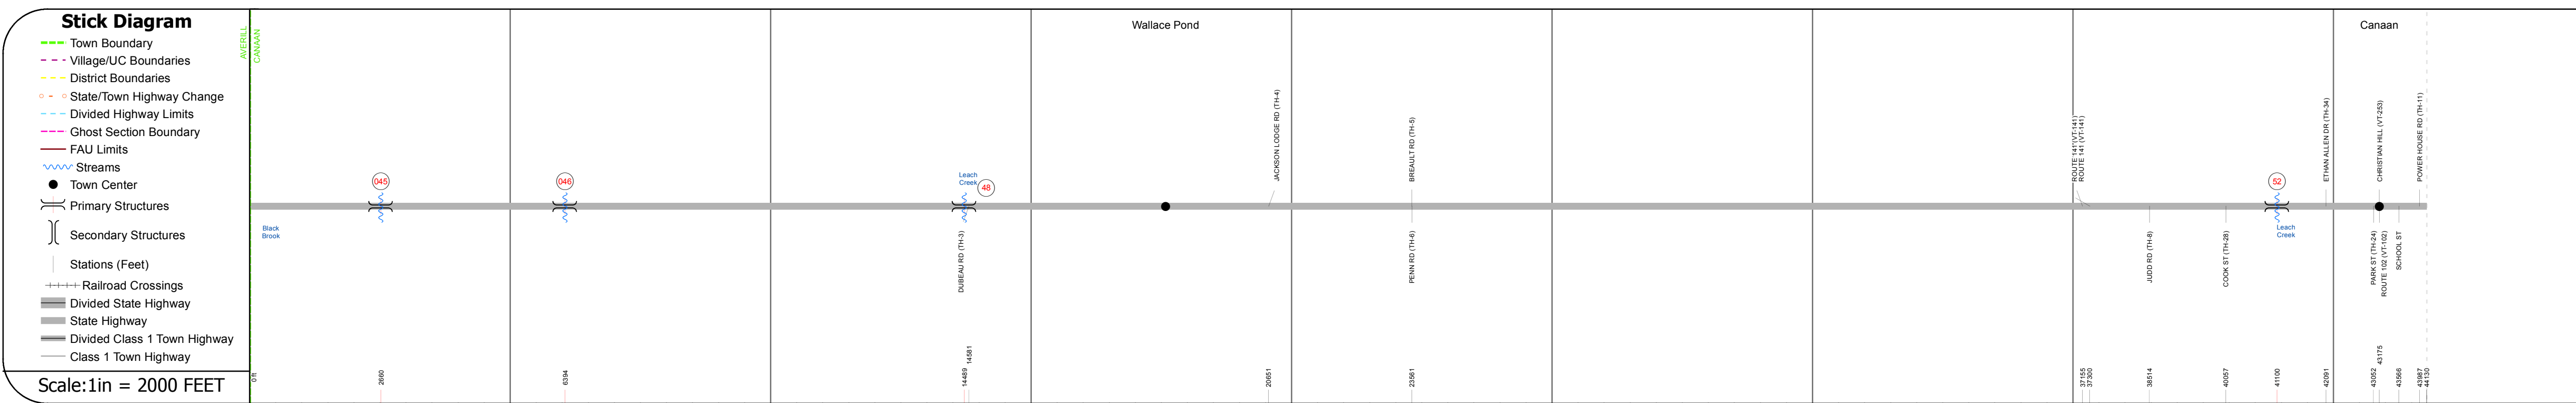 Stick Diagram
Town Boundary
Village/UC Boundaries
District Boundaries
State/Town Highway Change
Divided Highway Limits
Ghost Section Boundary
FAU Limits
Streams
Town Center
Primary Structures
Secondary Structures
Stations (Feet)
Railroad Crossings
Divided State Highway
State Highway
Divided Class 1 Town Highway
Class 1 Town Highway
Scale:1in = 2000 FEET
AVERILL
CANAAN
Wallace Pond
Canaan
JACKSON LODGE RD (TH-4)
BREAULT RD (TH-5)
ROUTE 141 (VT-141)
ROUTE 141 (VT-141)
ETHAN ALLEN DR (TH-34)
CHRISTIAN HILL (VT-253)
POWER HOUSE RD (TH-11)
045
046
Leach
Creek
48
52
Black
Brook
Leach
Creek
DUBEAU RD (TH-3)
PENN RD (TH-6)
JUDD RD (TH-8)
COOK ST (TH-28)
PARK ST (TH-24)
ROUTE 102 (VT-102)
SCHOOL ST
0 ft
2660
6394
14489
14581
20651
23561
37155
37300
38514
40057
41100
42091
43052
43175
43566
43987
44130